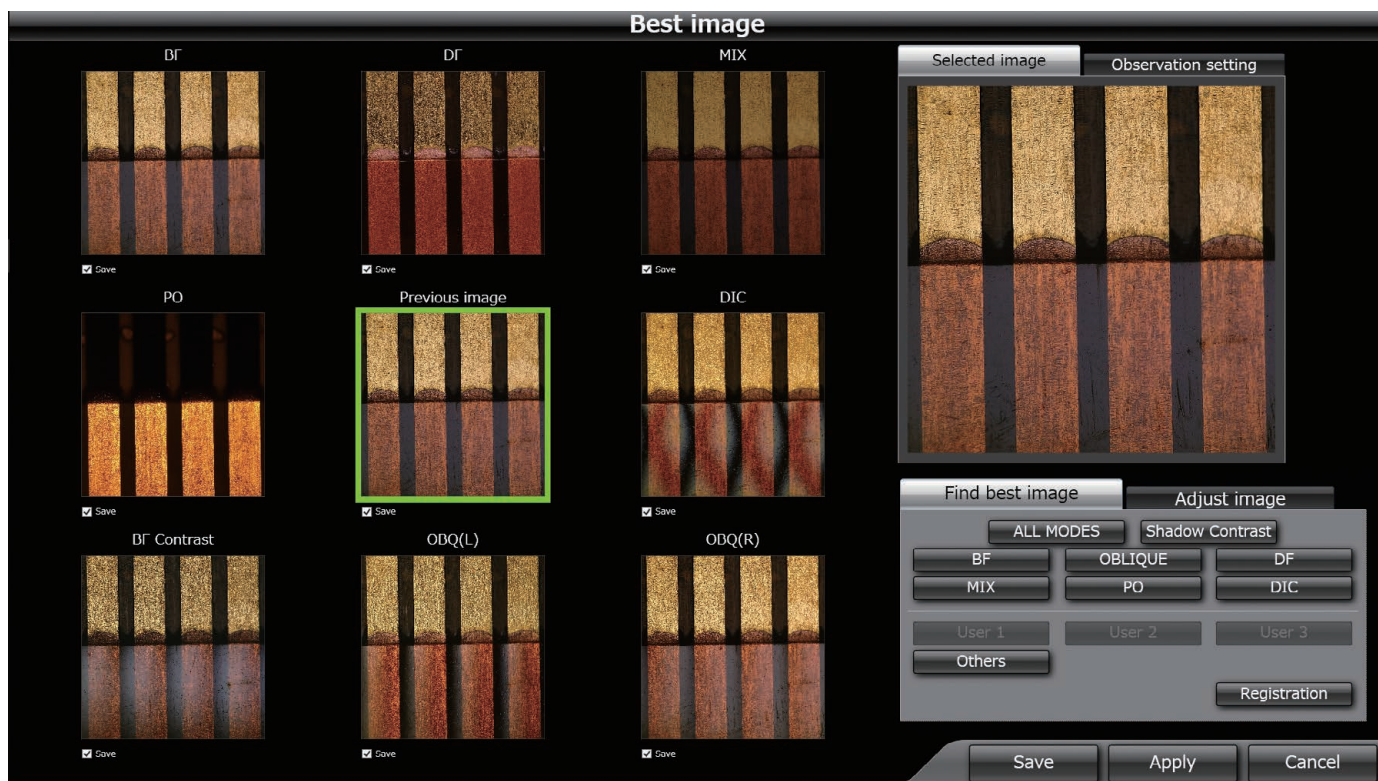 Best image
BF DF MIX
Save Save Save
PO Previous image DIC
Save Save Save
BF Contrast OBQ(L) OBQ(R)
Save Save Save
Selected image Observation setting
Find best image Adjust image
ALL MODES Shadow Contrast
BF OBLIQUE DF
MIX PO DIC
User 1 User 2 User 3
Others
Registration
Save Apply Cancel